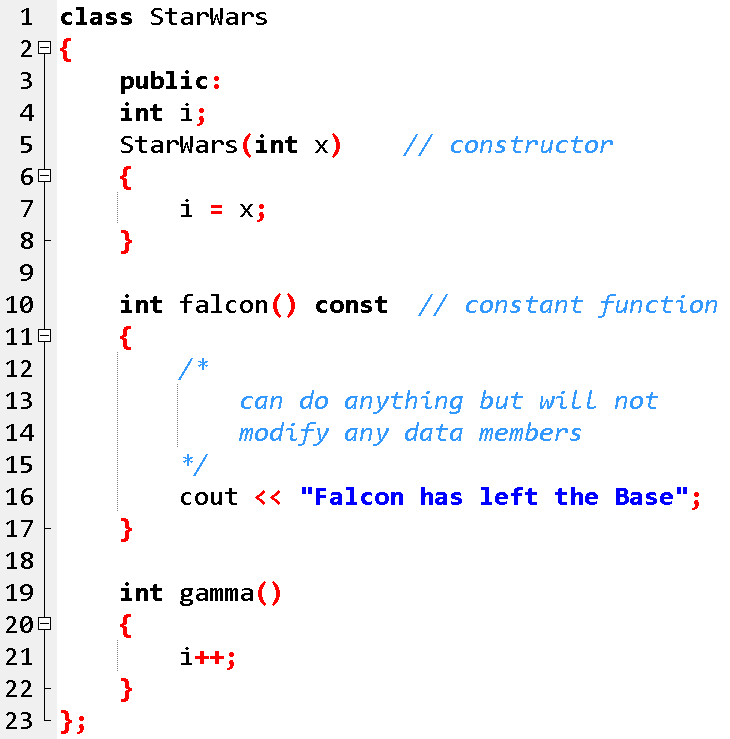 1 class StarWars
2 {
3 public:
4 int i;
5 StarWars(int x) // constructor
6 {
7 i = x;
8 }
9
10 int falcon() const // constant function
11 {
12 /*
13 can do anything but will not
14 modify any data members
15 */
16 cout << "Falcon has left the Base";
17 }
18
19 int gamma()
20 {
21 i++;
22 }
23 };